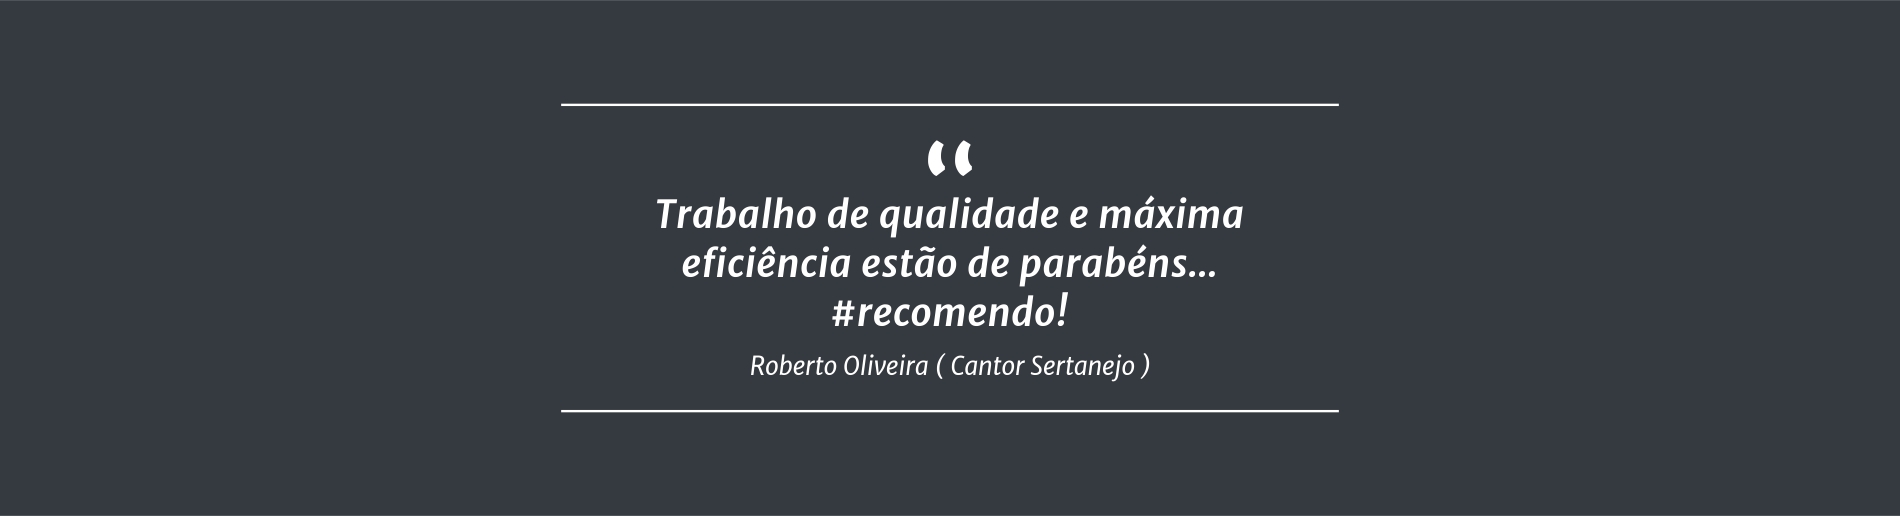 “
Trabalho de qualidade e máxima
eficiência estão de parabéns...
#recomendo!
Roberto Oliveira ( Cantor Sertanejo )